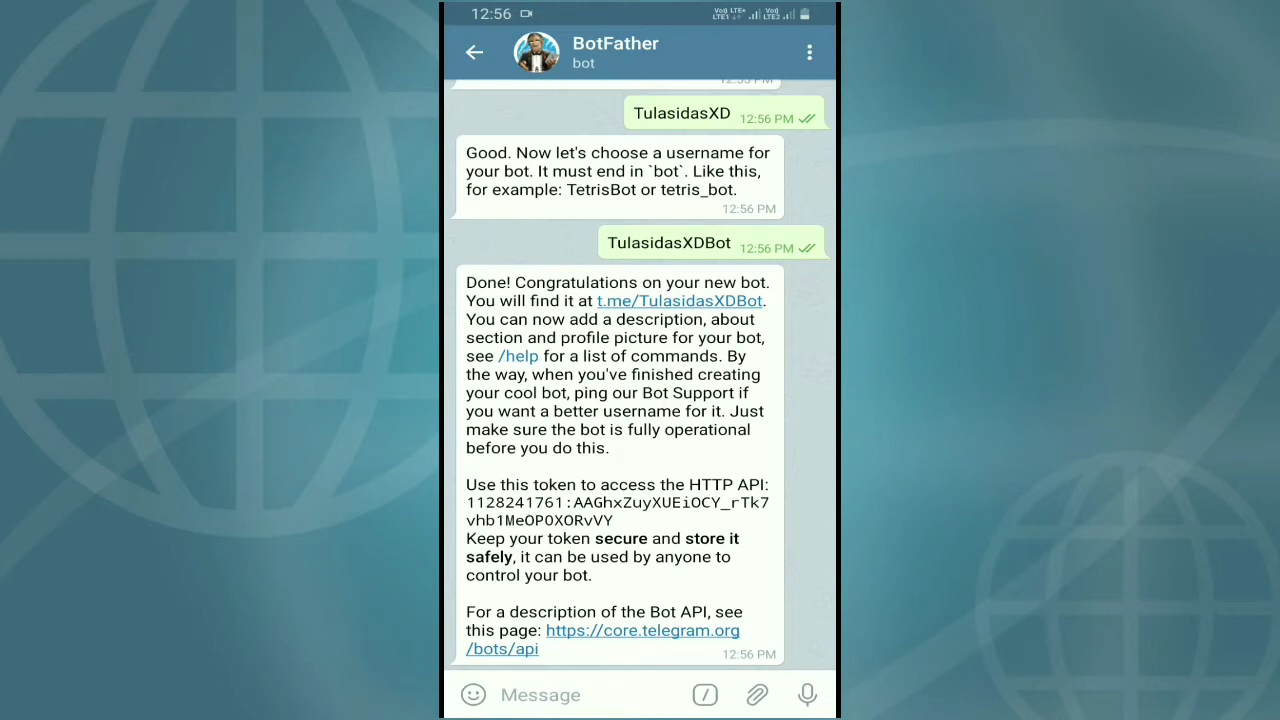 12:56
Vo) LTE+ Vo)
LTE1 LTE2
BotFather
bot
TulasidasXD 12:56 PM
Good. Now let's choose a username for
your bot. It must end in `bot`. Like this,
for example: TetrisBot or tetris_bot.
12:56 PM
TulasidasXDBot 12:56 PM
Done! Congratulations on your new bot.
You will find it at t.me/TulasidasXDBot.
You can now add a description, about
section and profile picture for your bot,
see /help for a list of commands. By
the way, when you've finished creating
your cool bot, ping our Bot Support if
you want a better username for it. Just
make sure the bot is fully operational
before you do this.
Use this token to access the HTTP API:
1128241761:AAGhxZuyXUEiOCY_rTk7
vhb1MeOP0XORvVY
Keep your token secure and store it
safely, it can be used by anyone to
control your bot.
For a description of the Bot API, see
this page: https://core.telegram.org
/bots/api
12:56 PM
Message